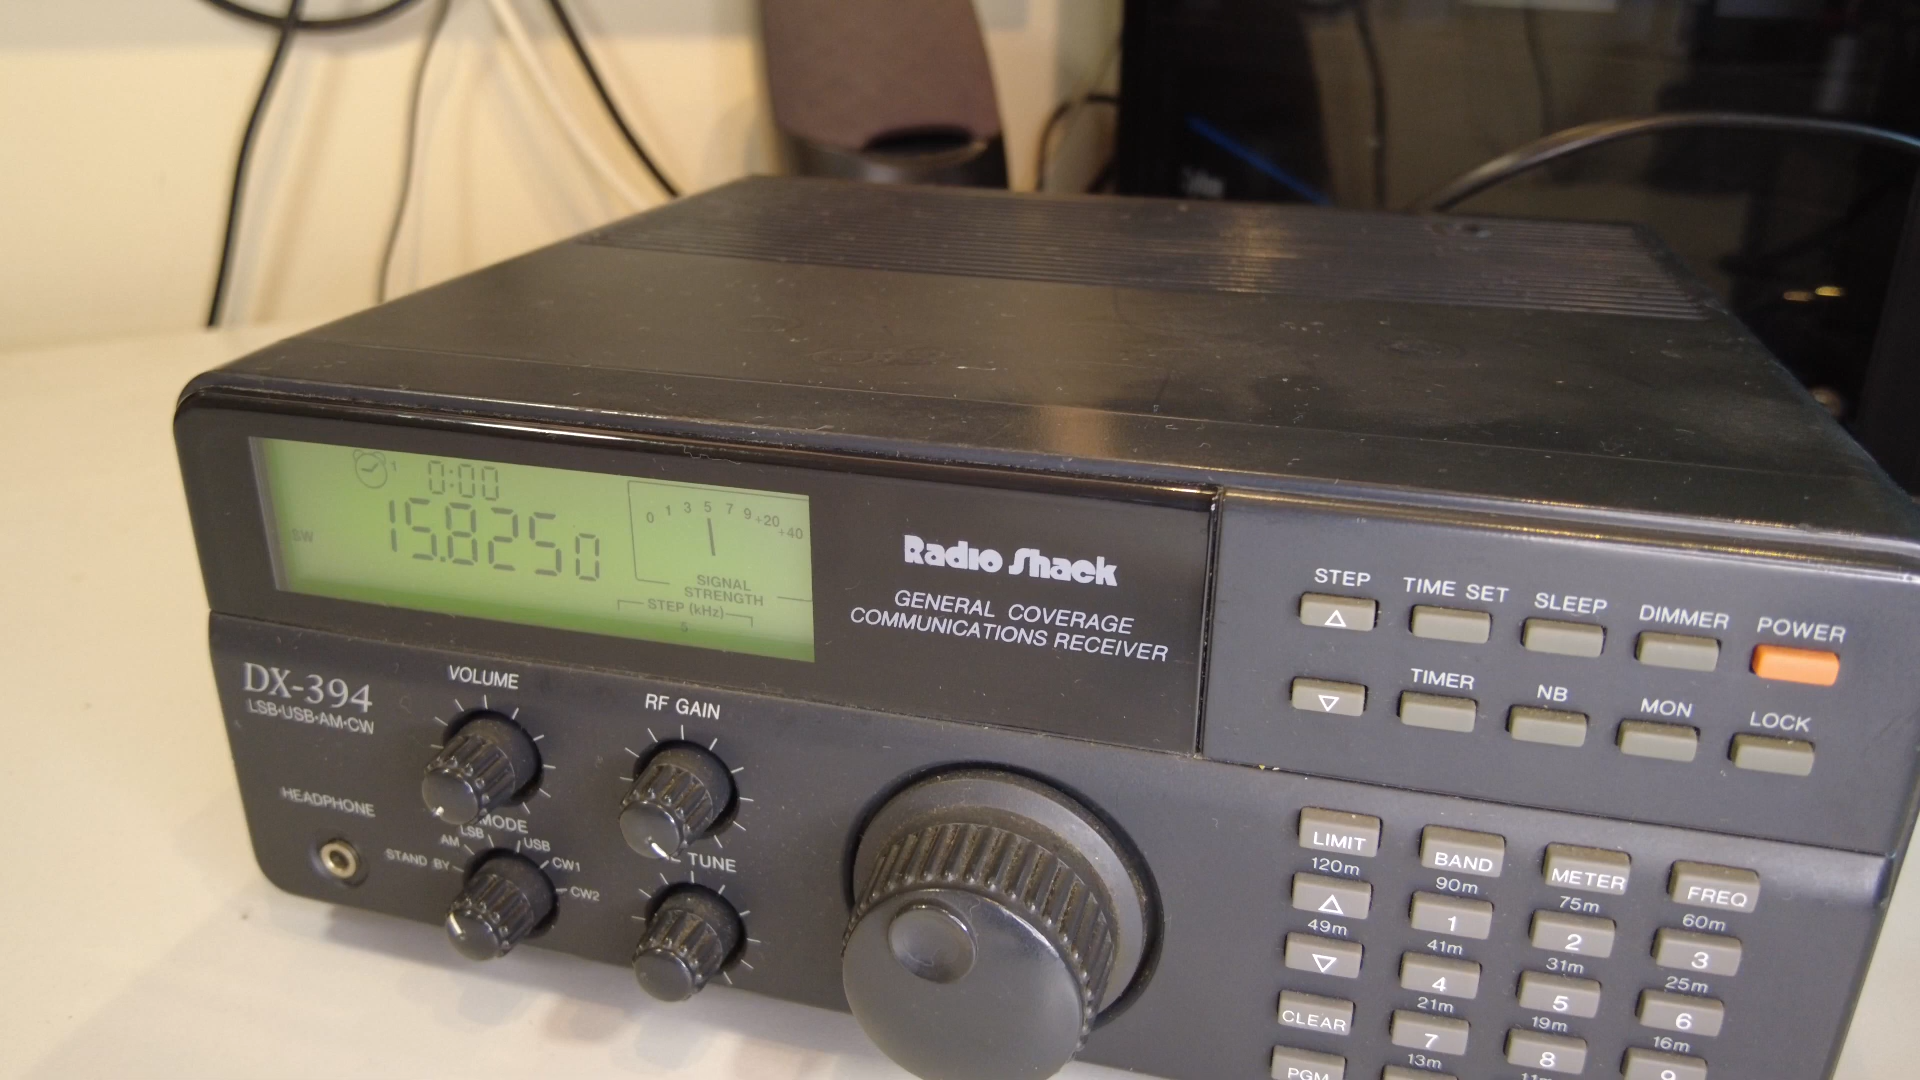 1
0:00
SW
15.8250
0 1 3 5 7 9 +20 +40
SIGNAL
STRENGTH
STEP (kHz)
5
Radio Shack
GENERAL COVERAGE
COMMUNICATIONS RECEIVER
STEP
TIME SET
SLEEP
DIMMER
POWER
TIMER
NB
MON
LOCK
DX-394
LSB·USB·AM·CW
VOLUME
RF GAIN
HEADPHONE
MODE
STAND BY
AM
LSB
USB
CW1
CW2
TUNE
LIMIT
BAND
METER
FREQ
120m
90m
75m
60m
1
2
3
49m
41m
31m
25m
4
5
6
CLEAR
21m
19m
16m
7
8
9
PGM
13m
11m